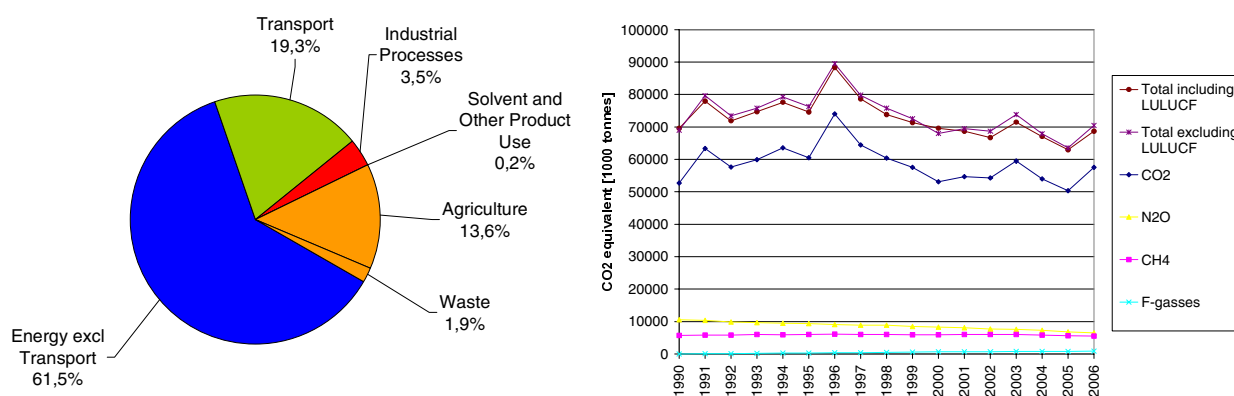 Transport
19,3%
Industrial
Processes
3,5%
Solvent and
Other Product
Use
0,2%
Agriculture
13,6%
Waste
1,9%
Energy excl
Transport
61,5%
CO2 equivalent [1000 tonnes]
100000
90000
80000
70000
60000
50000
40000
30000
20000
10000
0
1990
1991
1992
1993
1994
1995
1996
1997
1998
1999
2000
2001
2002
2003
2004
2005
2006
Total including
LULUCF
Total excluding
LULUCF
CO2
N2O
CH4
F-gasses